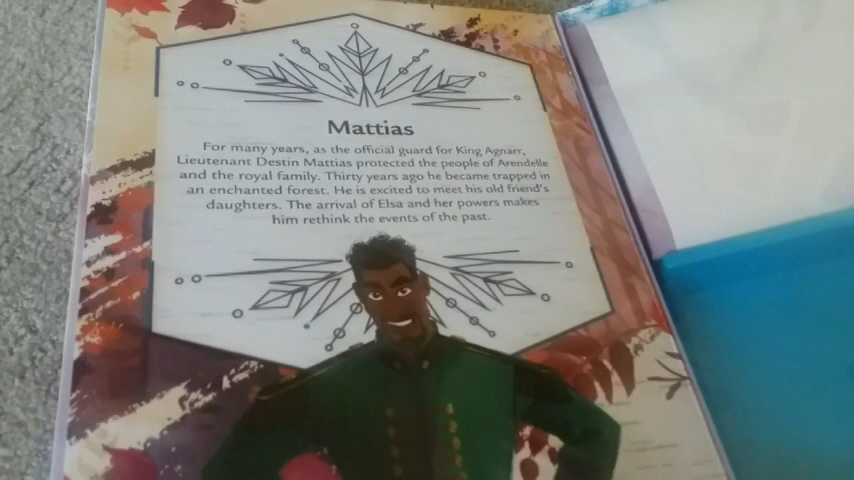 Mattias
For many years, as the official guard for King Agnarr,
Lieutenant Destin Mattias protected the people of Arendelle
and the royal family. Thirty years ago he became trapped in
an enchanted forest. He is excited to meet his old friend's
daughters. The arrival of Elsa and her powers makes
him rethink the events of the past.